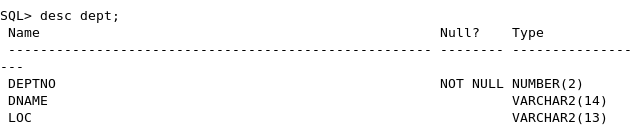 SQL> desc dept;
 Name                                                  Null?    Type
 ----------------------------------------------------- -------- ---------------
---
 DEPTNO                                                NOT NULL NUMBER(2)
 DNAME                                                          VARCHAR2(14)
 LOC                                                            VARCHAR2(13)